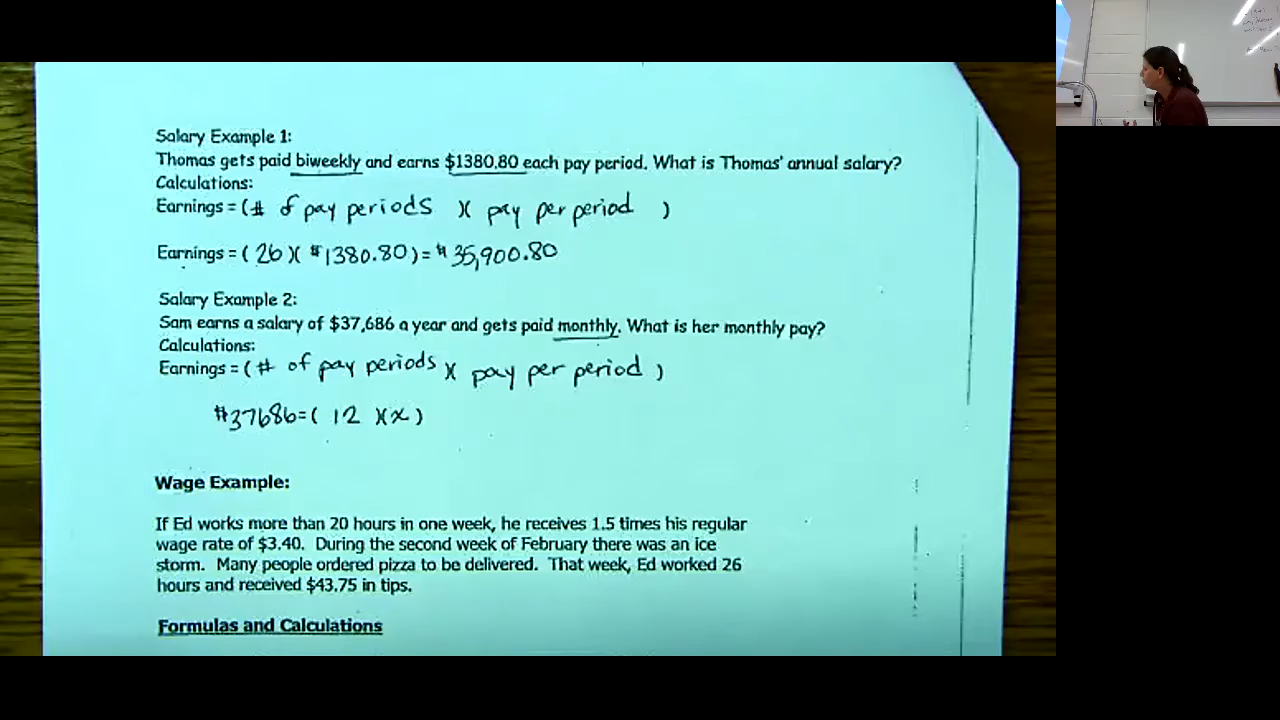 Salary Example 1:
Thomas gets paid biweekly and earns $1380.80 each pay period. What is Thomas' annual salary?
Calculations:
Earnings = (# of pay periods )( pay per period )
Earnings = ( 26 )( $1380.80 ) = $35,900.80
Salary Example 2:
Sam earns a salary of $37,686 a year and gets paid monthly. What is her monthly pay?
Calculations:
Earnings = (# of pay periods )( pay per period )
$37686 = ( 12 )( x )
Wage Example:
If Ed works more than 20 hours in one week, he receives 1.5 times his regular
wage rate of $3.40. During the second week of February there was an ice
storm. Many people ordered pizza to be delivered. That week, Ed worked 26
hours and received $43.75 in tips.
Formulas and Calculations